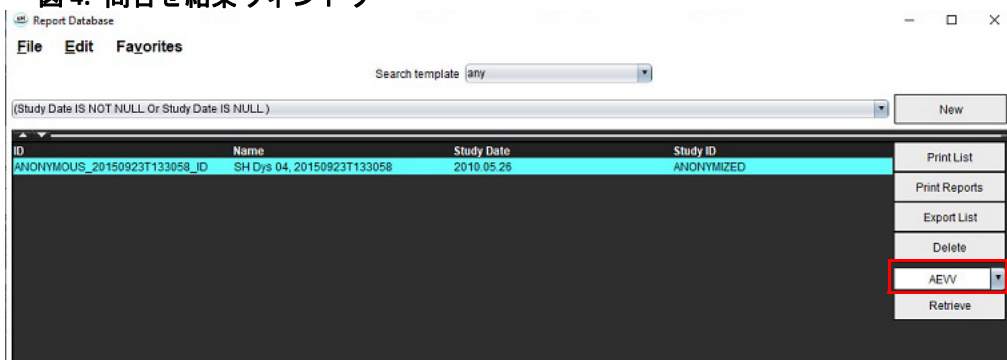 図 4. 問合せ結果ウィンドウ
Report Database
File Edit Favorites
Search template any
(Study Date IS NOT NULL Or Study Date IS NULL )
New
ID Name Study Date Study ID
ANONYMOUS_20150923T133058_ID SH Dys 04, 20150923T133058 2010.05.26 ANONYMIZED
Print List
Print Reports
Export List
Delete
AEVV
Retrieve